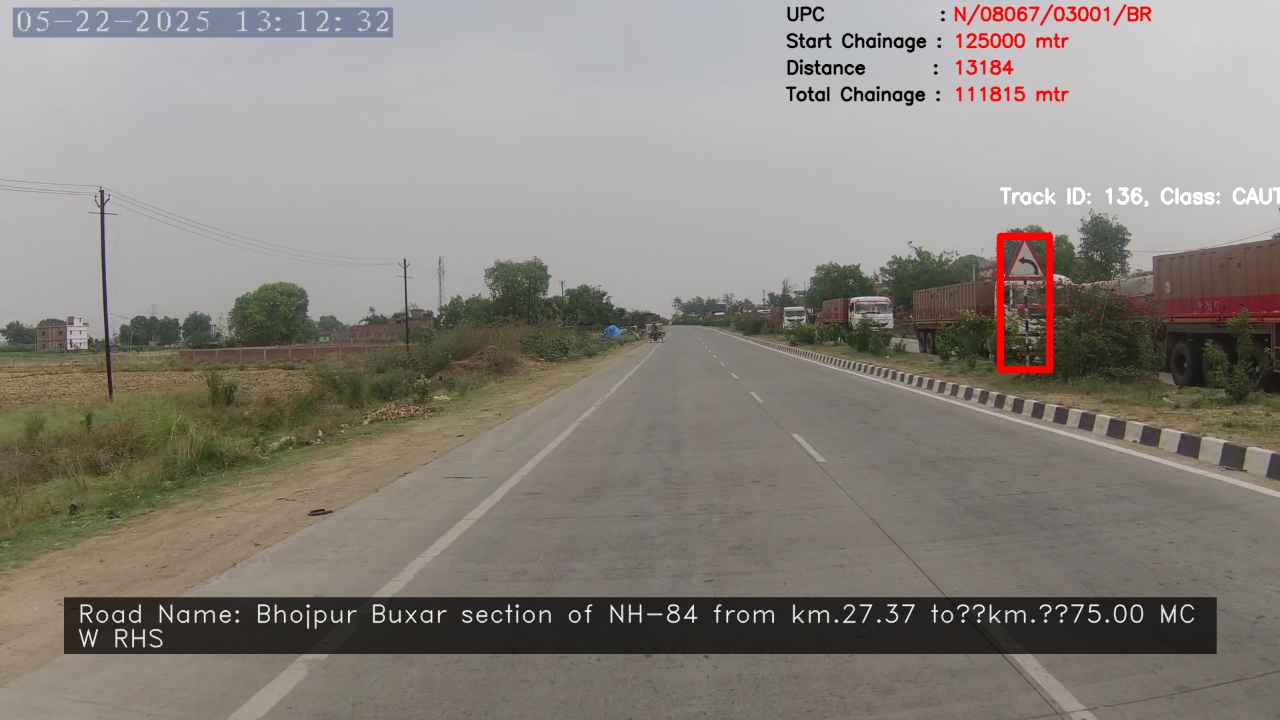 05-22-2025 13:12:32
UPC : N/08067/03001/BR
Start Chainage : 125000 mtr
Distance : 13184
Total Chainage : 111815 mtr
Track ID: 136, Class: CAUT
Road Name: Bhojpur Buxar section of NH-84 from km.27.37 to??km.??75.00 MC
W RHS